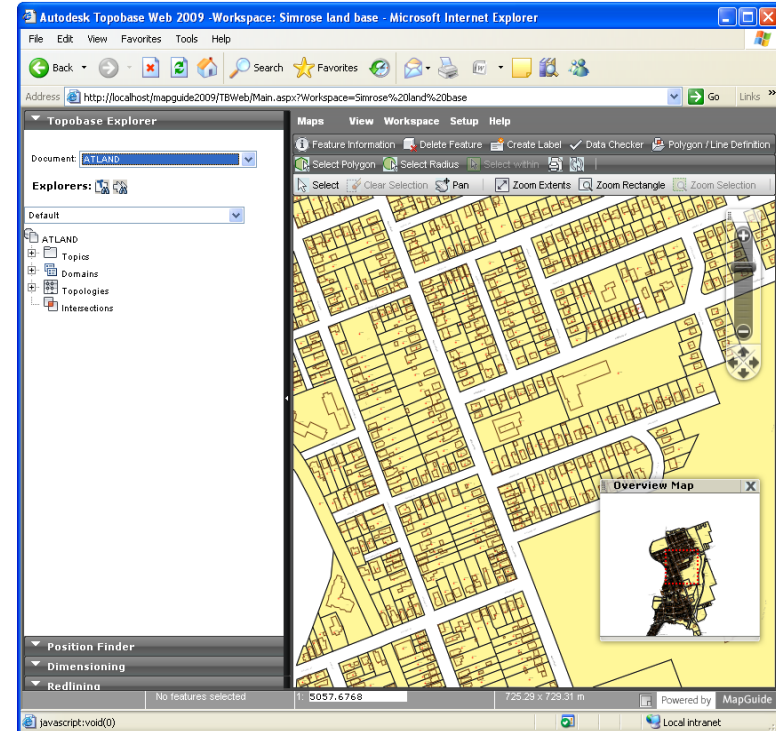 Autodesk Topobase Web 2009 -Workspace: Simrose land base - Microsoft Internet Explorer
File Edit View Favorites Tools Help
Back Search Favorites
Address http://localhost/mapguide2009/TBWeb/Main.aspx?Workspace=Simrose%20land%20base Go Links »
Topobase Explorer
Maps View Workspace Setup Help
Feature Information Delete Feature Create Label Data Checker Polygon / Line Definition
Document: ATLAND
Select Polygon Select Radius Select within
Explorers:
Select Clear Selection Pan Zoom Extents Zoom Rectangle Zoom Selection
Default
ATLAND
Topics
Domains
Topologies
Intersections
Overview Map X
Position Finder
Dimensioning
Redlining
No features selected 1: 5057.6768 725.29 x 729.31 m Powered by MapGuide
javascript:void(0) Local intranet